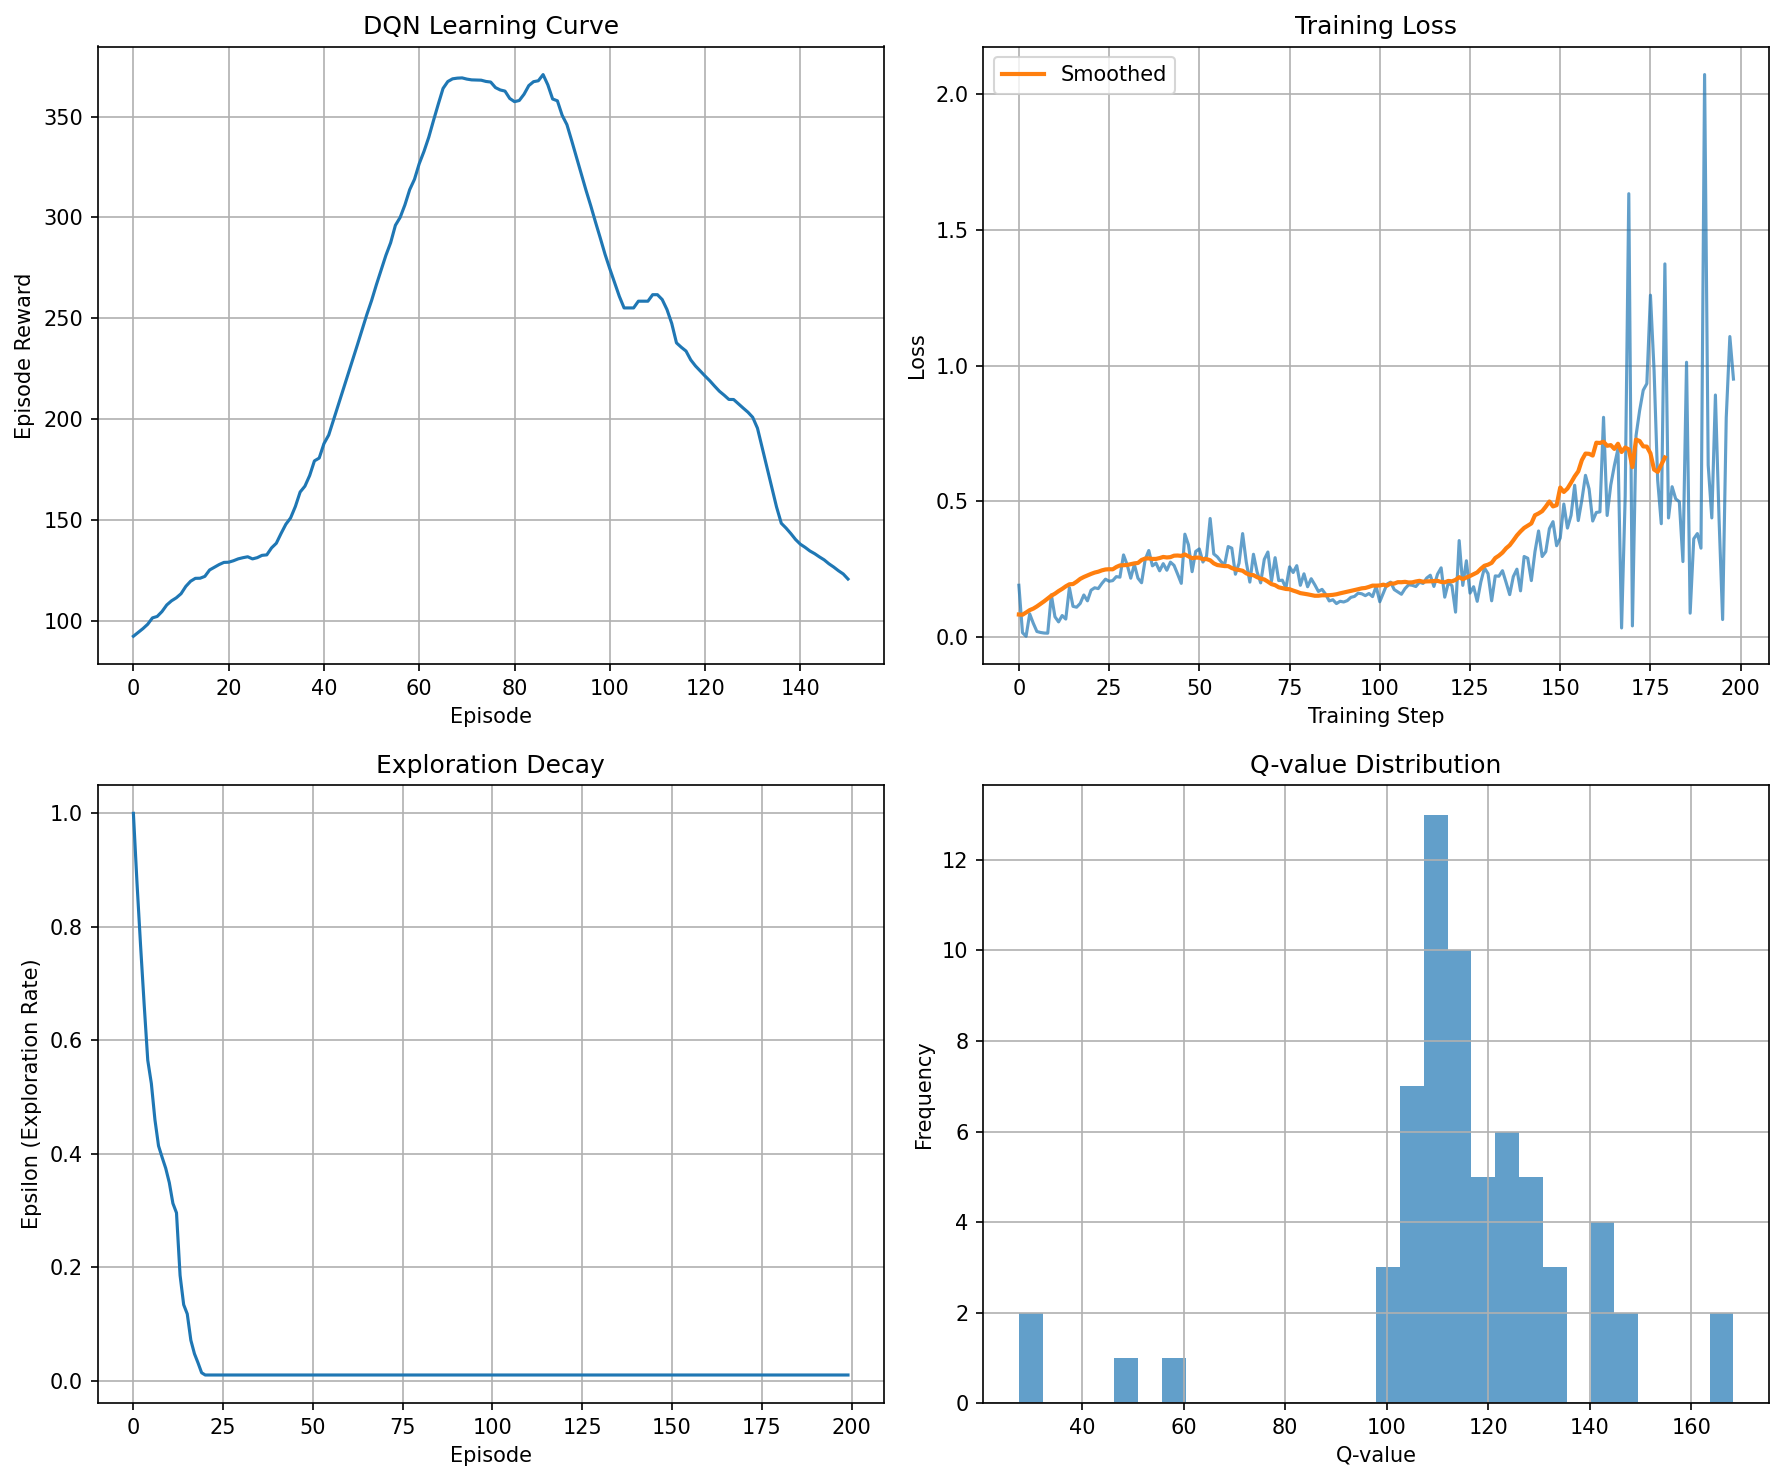 DQN Learning Curve
Episode Reward
350
300
250
200
150
100
0 20 40 60 80 100 120 140
Episode
Training Loss
Smoothed
Loss
2.0
1.5
1.0
0.5
0.0
0 25 50 75 100 125 150 175 200
Training Step
Exploration Decay
Epsilon (Exploration Rate)
1.0
0.8
0.6
0.4
0.2
0.0
0 25 50 75 100 125 150 175 200
Episode
Q-value Distribution
Frequency
12
10
8
6
4
2
0
40 60 80 100 120 140 160
Q-value